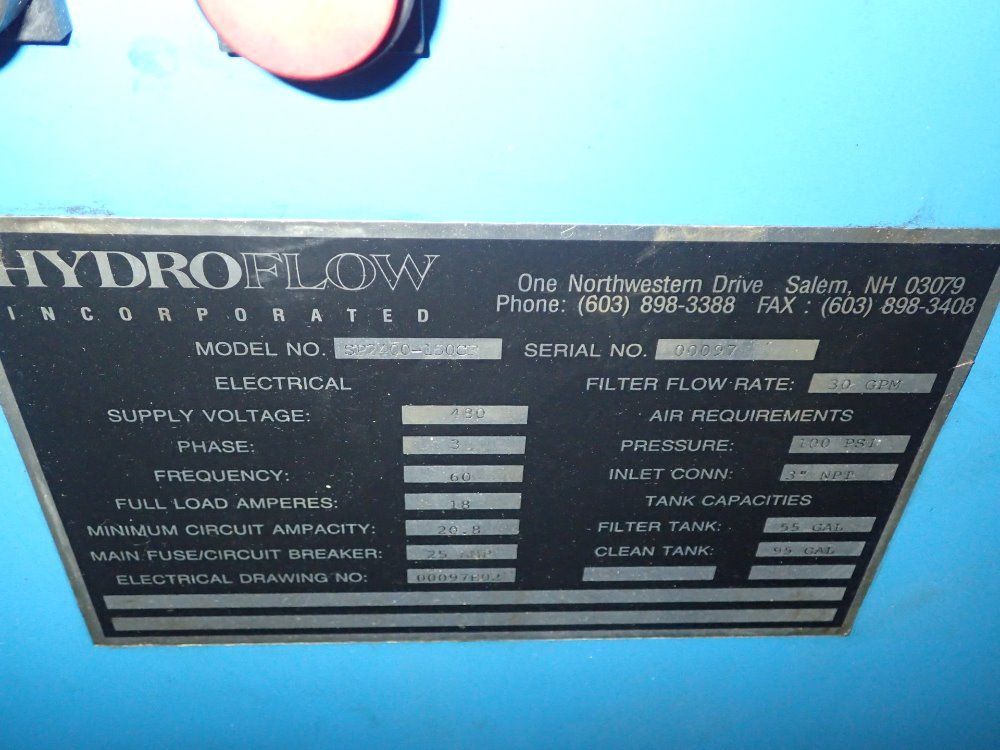 HYDROFLOW
INCORPORATED
One Northwestern Drive Salem, NH 03079
Phone: (603) 898-3388 FAX : (603) 898-3408
MODEL NO.
SERIAL NO. 00097
ELECTRICAL
SUPPLY VOLTAGE: 480
PHASE: 3
FREQUENCY: 60
FULL LOAD AMPERES: 18
MINIMUM CIRCUIT AMPACITY: 20.8
MAIN FUSE/CIRCUIT BREAKER: 25 AMP
ELECTRICAL DRAWING NO:
FILTER FLOW RATE: 30 GPM
AIR REQUIREMENTS
PRESSURE: 100 PSI
INLET CONN: NPT
TANK CAPACITIES
FILTER TANK: 55 GAL
CLEAN TANK: 95 GAL